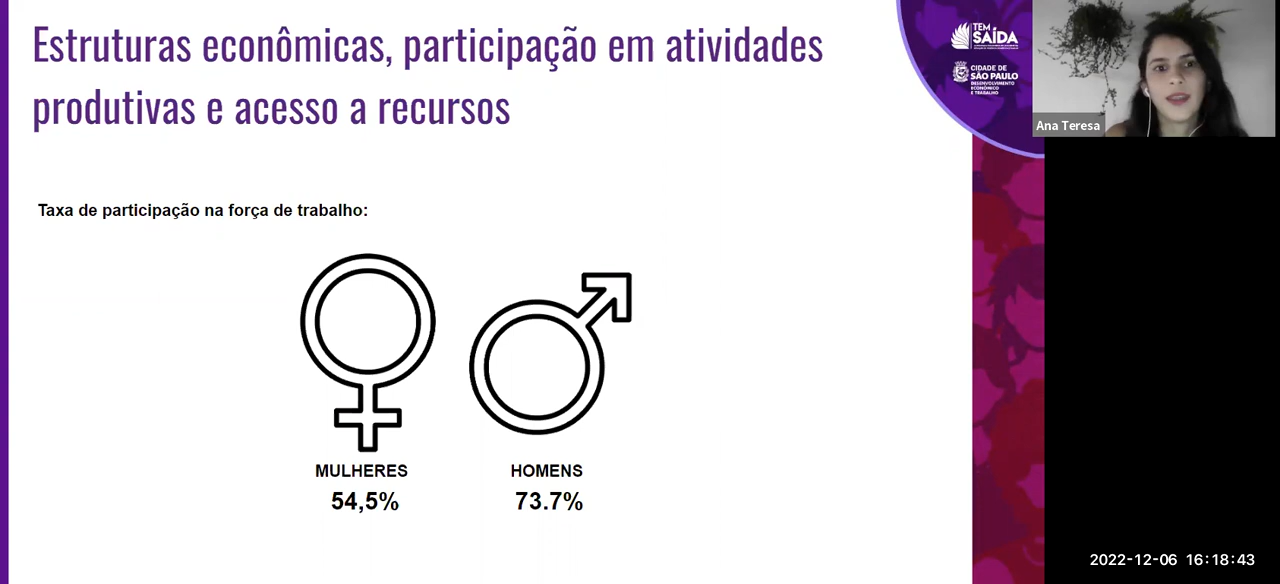 Estruturas econômicas, participação em atividades
produtivas e acesso a recursos
TEM
SAÍDA
CIDADE DE
SÃO PAULO
DESENVOLVIMENTO
ECONÔMICO
E TRABALHO
Ana Teresa
Taxa de participação na força de trabalho:
MULHERES
54,5%
HOMENS
73.7%
2022-12-06 16:18:43